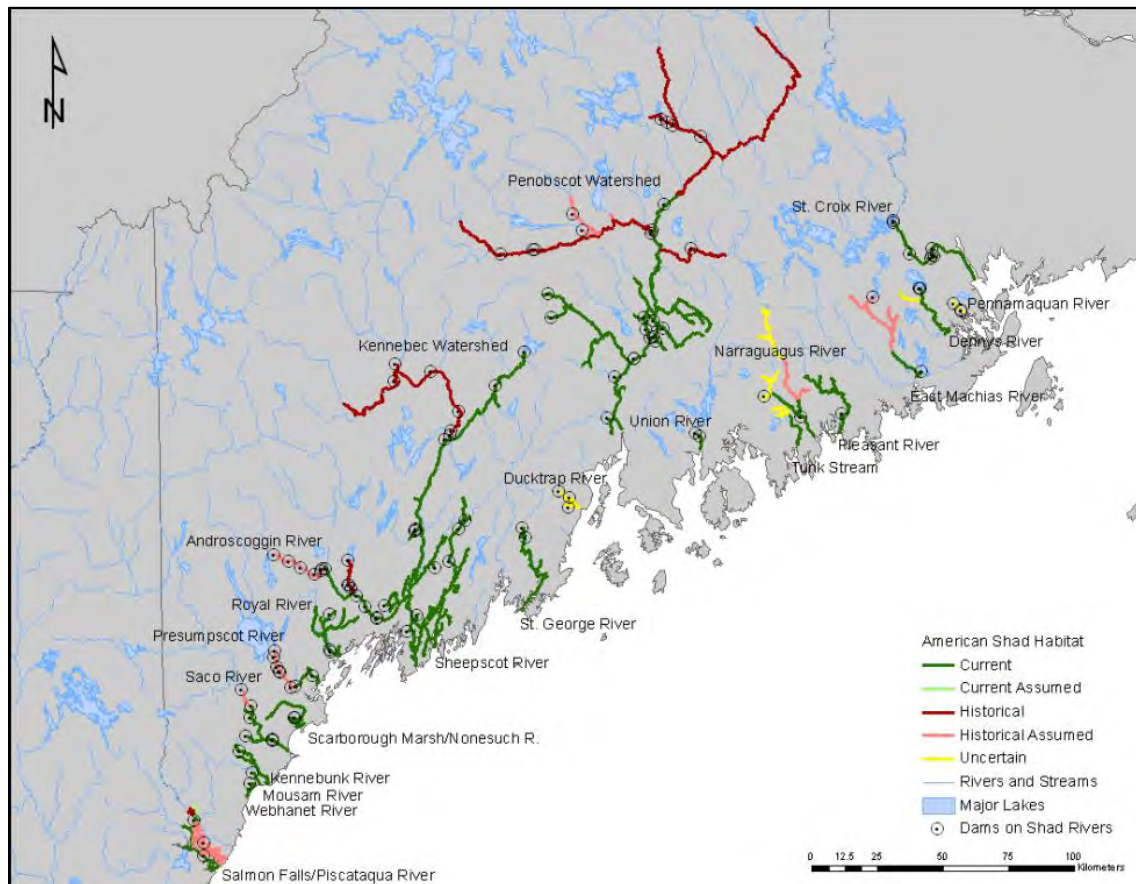 N
Penobscot Watershed
St. Croix River
Pennamaquan River
Dennys River
Kennebec Watershed
Narraguagus River
East Machias River
Union River
Pleasant River
Tunk Stream
Ducktrap River
Androscoggin River
Royal River
St. George River
Presumpscot River
Sheepscot River
Saco River
Scarborough Marsh/Nonesuch R.
Kennebunk River
Mousam River
Webhanet River
Salmon Falls/Piscataqua River
American Shad Habitat
Current
Current Assumed
Historical
Historical Assumed
Uncertain
Rivers and Streams
Major Lakes
Dams on Shad Rivers
0 12.5 25 50 75 100
Kilometers